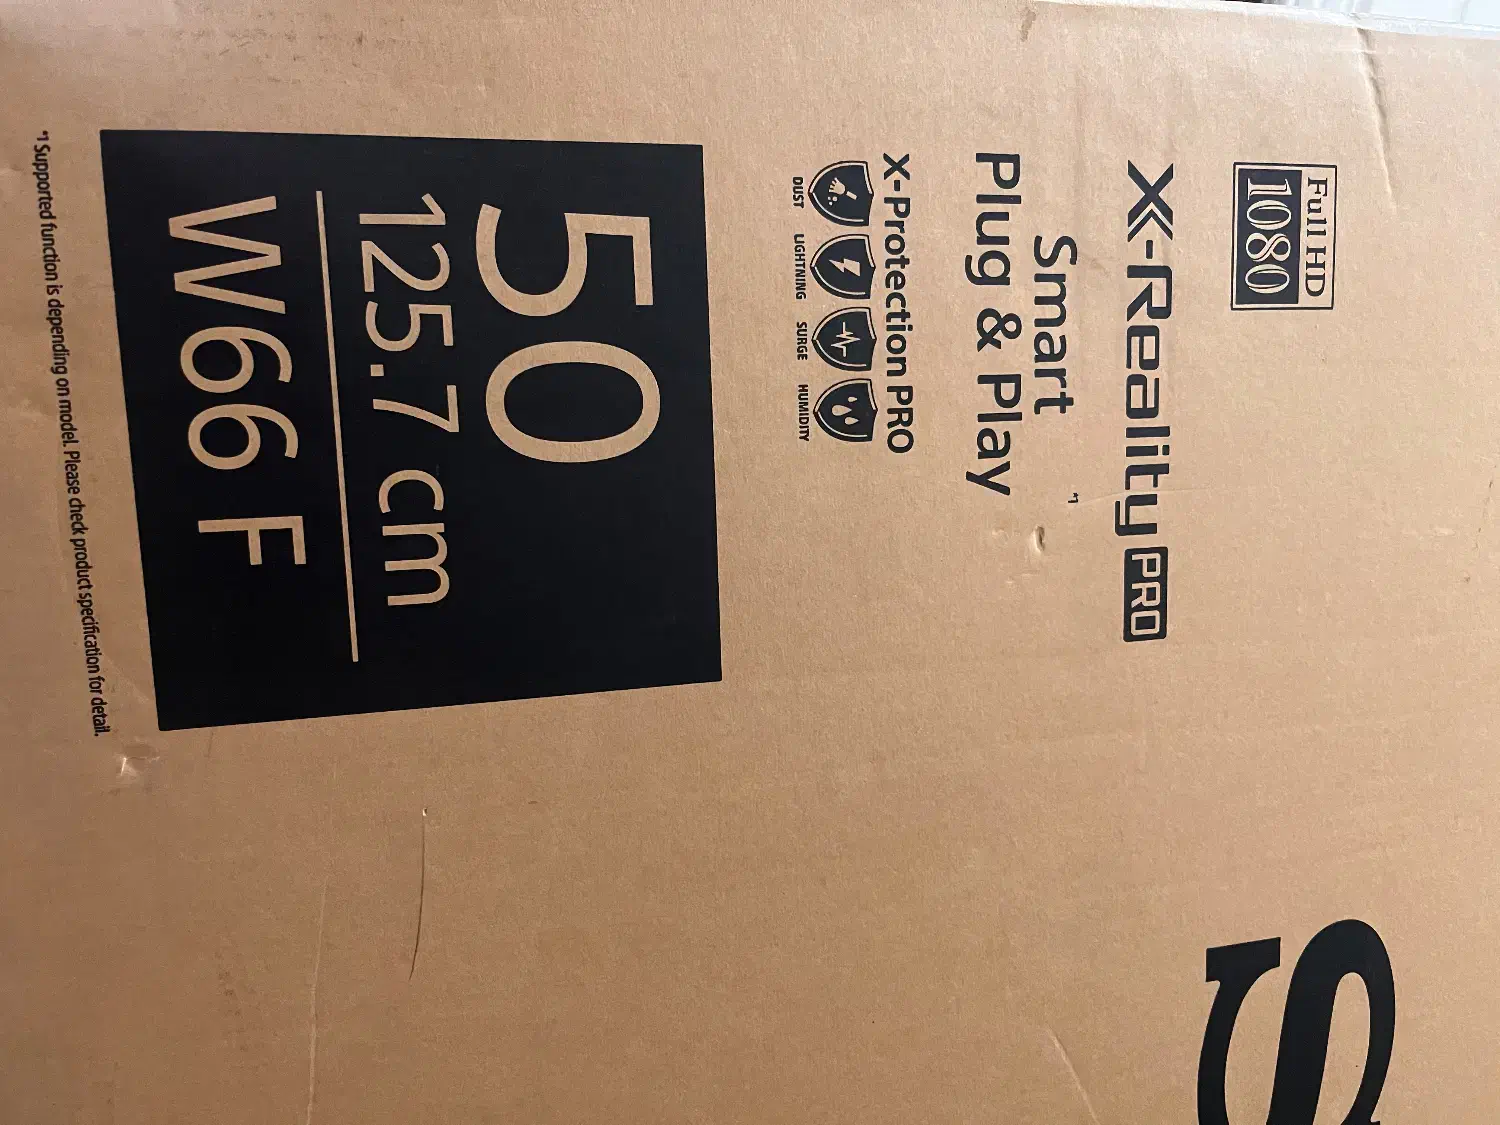 Full HD
1080
X-Reality PRO
Smart
Plug & Play *1
X-Protection PRO
DUST LIGHTNING SURGE HUMIDITY
50
125.7 cm
W66 F
*1 Supported function is depending on model. Please check product specification for detail.
S